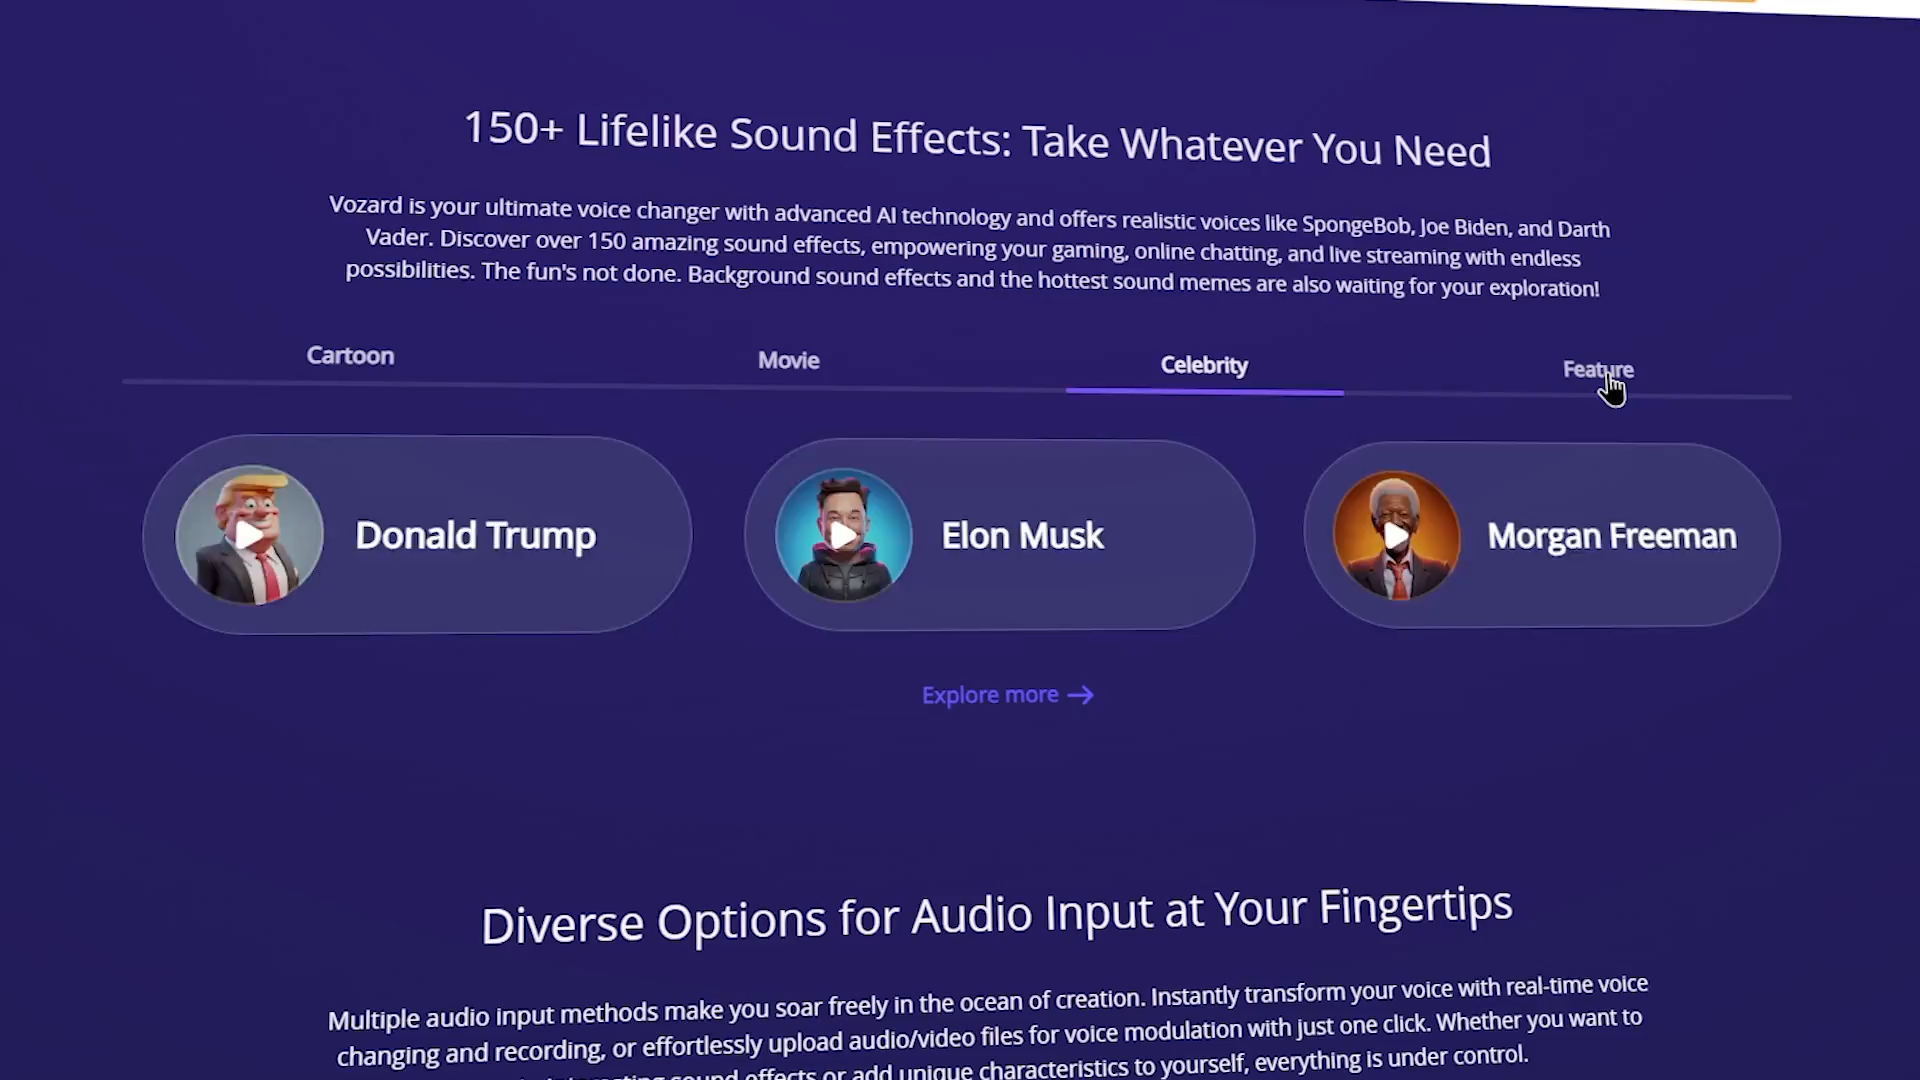 150+ Lifelike Sound Effects: Take Whatever You Need
Vozard is your ultimate voice changer with advanced AI technology and offers realistic voices like SpongeBob, Joe Biden, and Darth
Vader. Discover over 150 amazing sound effects, empowering your gaming, online chatting, and live streaming with endless
possibilities. The fun's not done. Background sound effects and the hottest sound memes are also waiting for your exploration!
Cartoon
Movie
Celebrity
Feature
Donald Trump
Elon Musk
Morgan Freeman
Explore more →
Diverse Options for Audio Input at Your Fingertips
Multiple audio input methods make you soar freely in the ocean of creation. Instantly transform your voice with real-time voice
changing and recording, or effortlessly upload audio/video files for voice modulation with just one click. Whether you want to
sound effects or add unique characteristics to yourself, everything is under control.